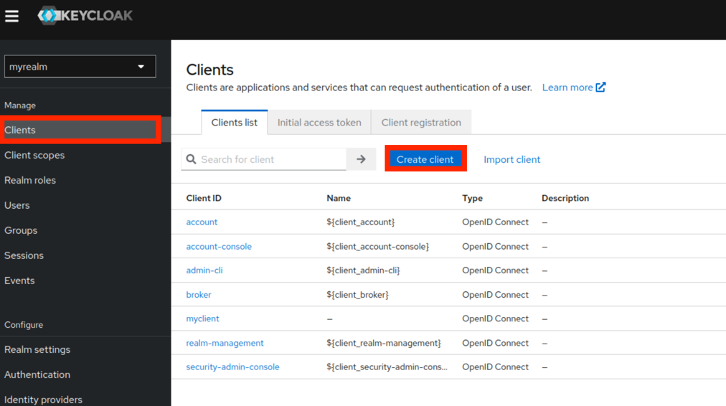 KEYCLOAK
myrealm
Manage
Clients
Client scopes
Realm roles
Users
Groups
Sessions
Events
Configure
Realm settings
Authentication
Identity providers
Clients
Clients are applications and services that can request authentication of a user. Learn more
Clients list Initial access token Client registration
Search for client Create client Import client
Client ID Name Type Description
account ${client_account} OpenID Connect –
account-console ${client_account-console} OpenID Connect –
admin-cli ${client_admin-cli} OpenID Connect –
broker ${client_broker} OpenID Connect –
myclient – OpenID Connect –
realm-management ${client_realm-management} OpenID Connect –
security-admin-console ${client_security-admin-cons... OpenID Connect –